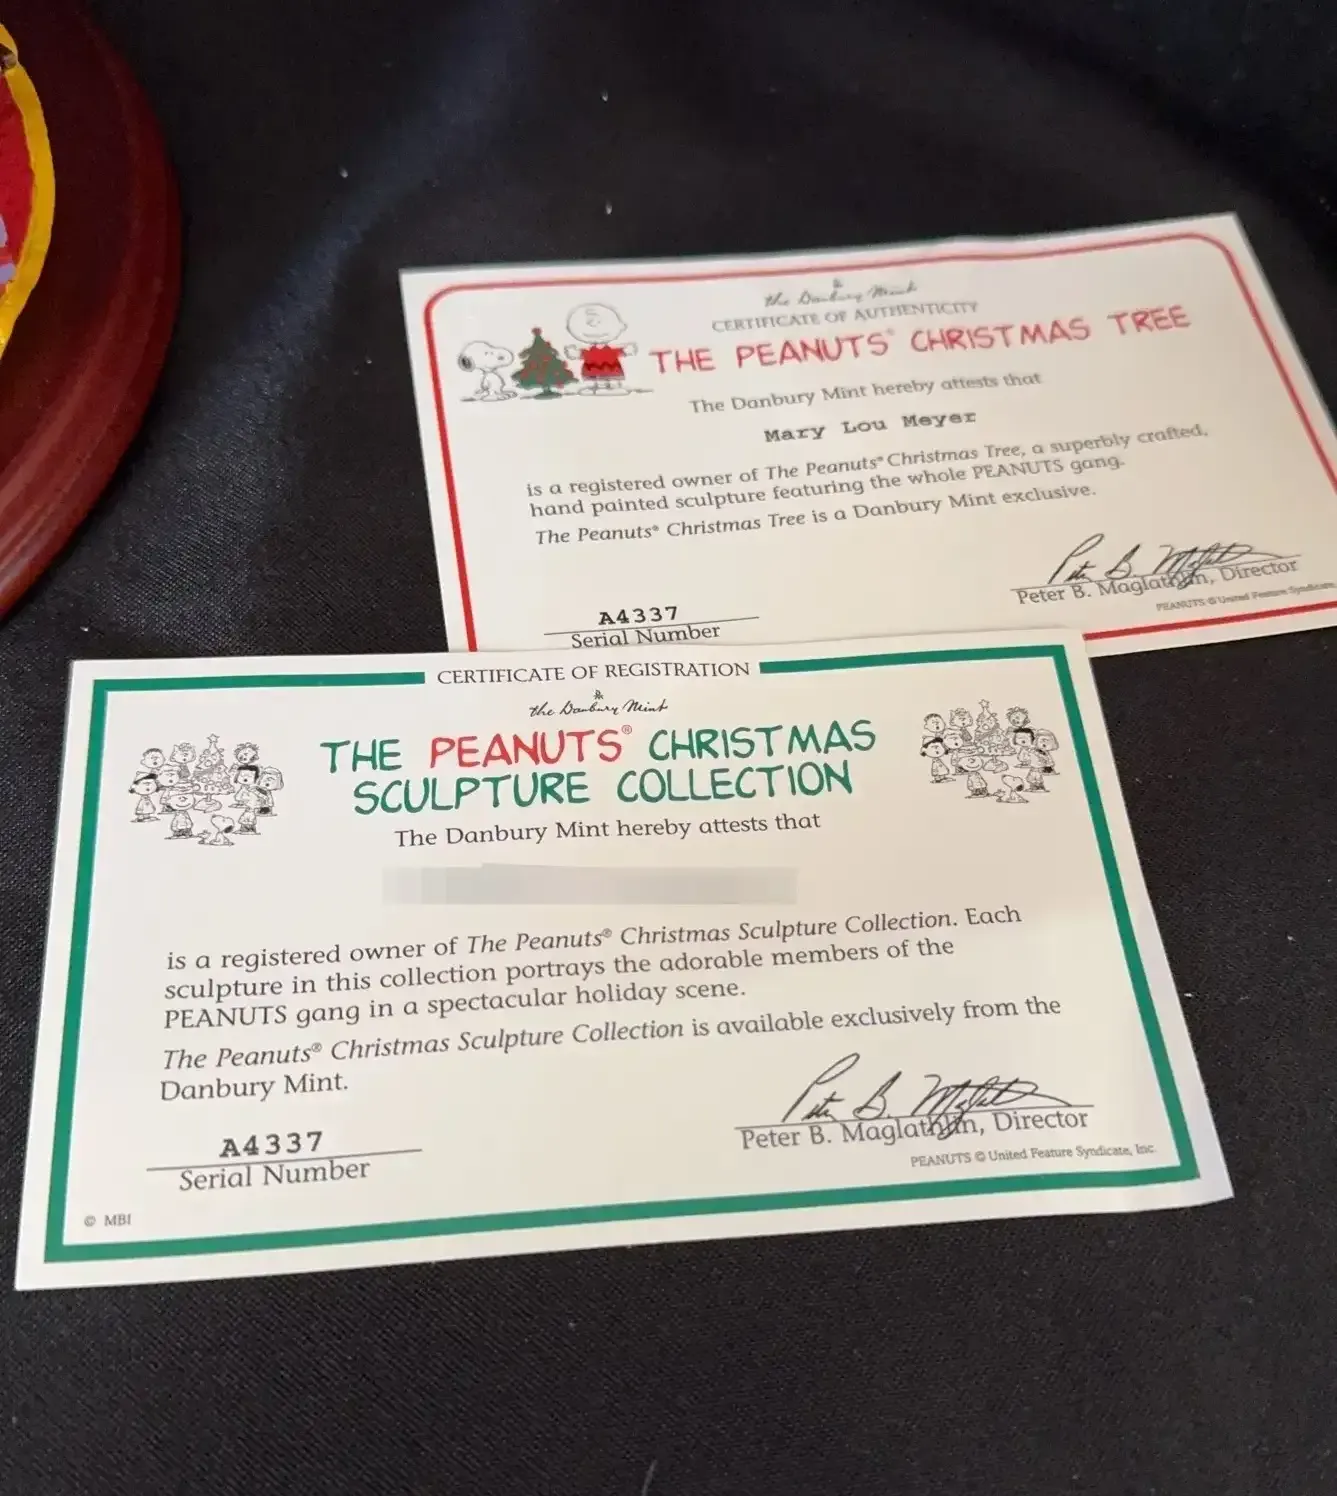 the Danbury Mint
CERTIFICATE OF AUTHENTICITY
THE PEANUTS® CHRISTMAS TREE
The Danbury Mint hereby attests that
Mary Lou Meyer
is a registered owner of The Peanuts® Christmas Tree, a superbly crafted,
hand painted sculpture featuring the whole PEANUTS gang.
The Peanuts® Christmas Tree is a Danbury Mint exclusive.
Peter B. Maglathlin, Director
PEANUTS © United Feature Syndicate,
A4337
Serial Number
CERTIFICATE OF REGISTRATION
the Danbury Mint
THE PEANUTS® CHRISTMAS
SCULPTURE COLLECTION
The Danbury Mint hereby attests that
is a registered owner of The Peanuts® Christmas Sculpture Collection. Each
sculpture in this collection portrays the adorable members of the
PEANUTS gang in a spectacular holiday scene.
The Peanuts® Christmas Sculpture Collection is available exclusively from the
Danbury Mint.
Peter B. Maglathlin, Director
PEANUTS © United Feature Syndicate, Inc.
A4337
Serial Number
© MBI